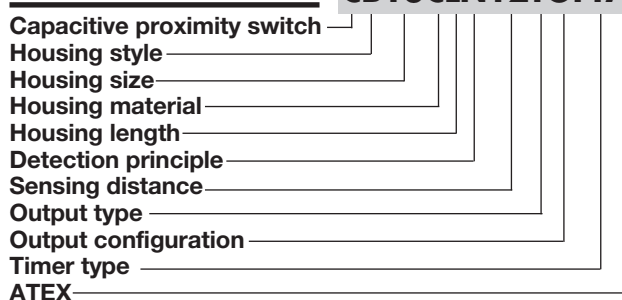 Capacitive proximity switch
Housing style
Housing size
Housing material
Housing length
Detection principle
Sensing distance
Output type
Output configuration
Timer type
ATEX